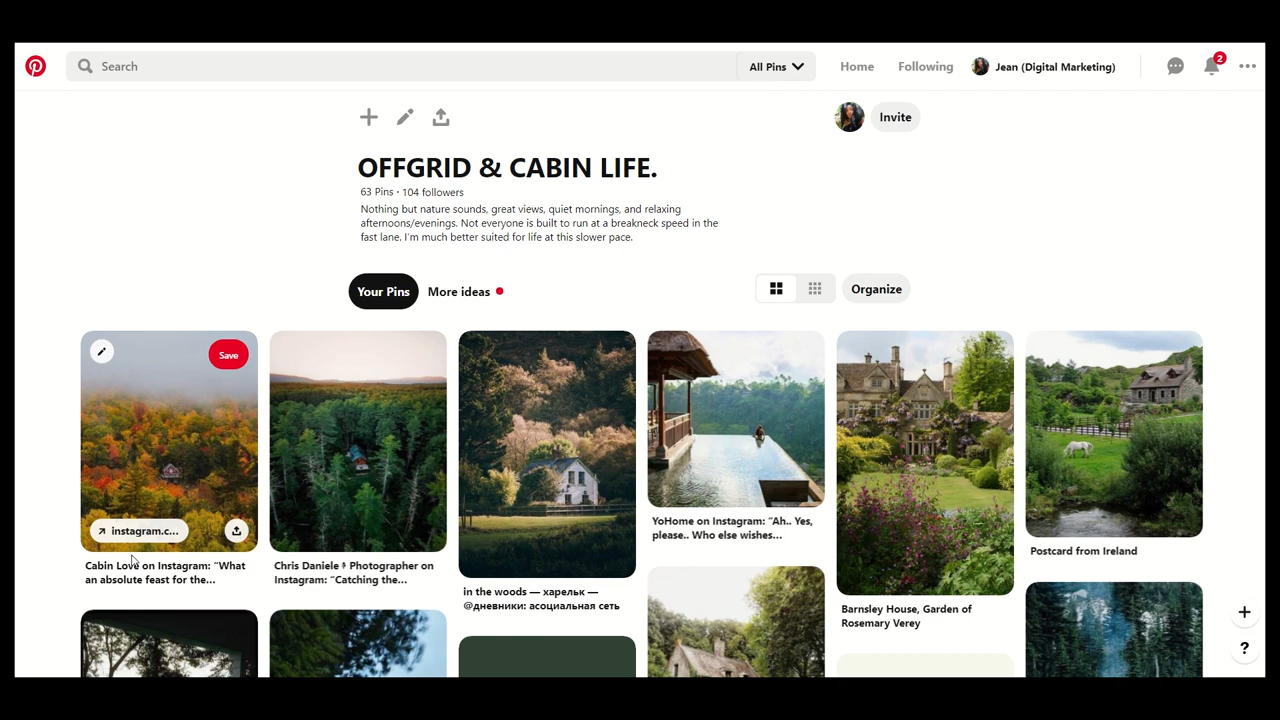 Search
All Pins
Home
Following
Jean (Digital Marketing)
2
Invite
OFFGRID & CABIN LIFE.
63 Pins · 104 followers
Nothing but nature sounds, great views, quiet mornings, and relaxing
afternoons/evenings. Not everyone is built to run at a breakneck speed in the
fast lane. I'm much better suited for life at this slower pace.
Your Pins
More ideas
Organize
Save
instagram.c...
Cabin Love on Instagram: “What
an absolute feast for the...
Chris Daniele Photographer on
Instagram: “Catching the...
in the woods — харельк —
@дневники: асоциальная сеть
YoHome on Instagram: “Ah.. Yes,
please.. Who else wishes...
Barnsley House, Garden of
Rosemary Verey
Postcard from Ireland
+
?